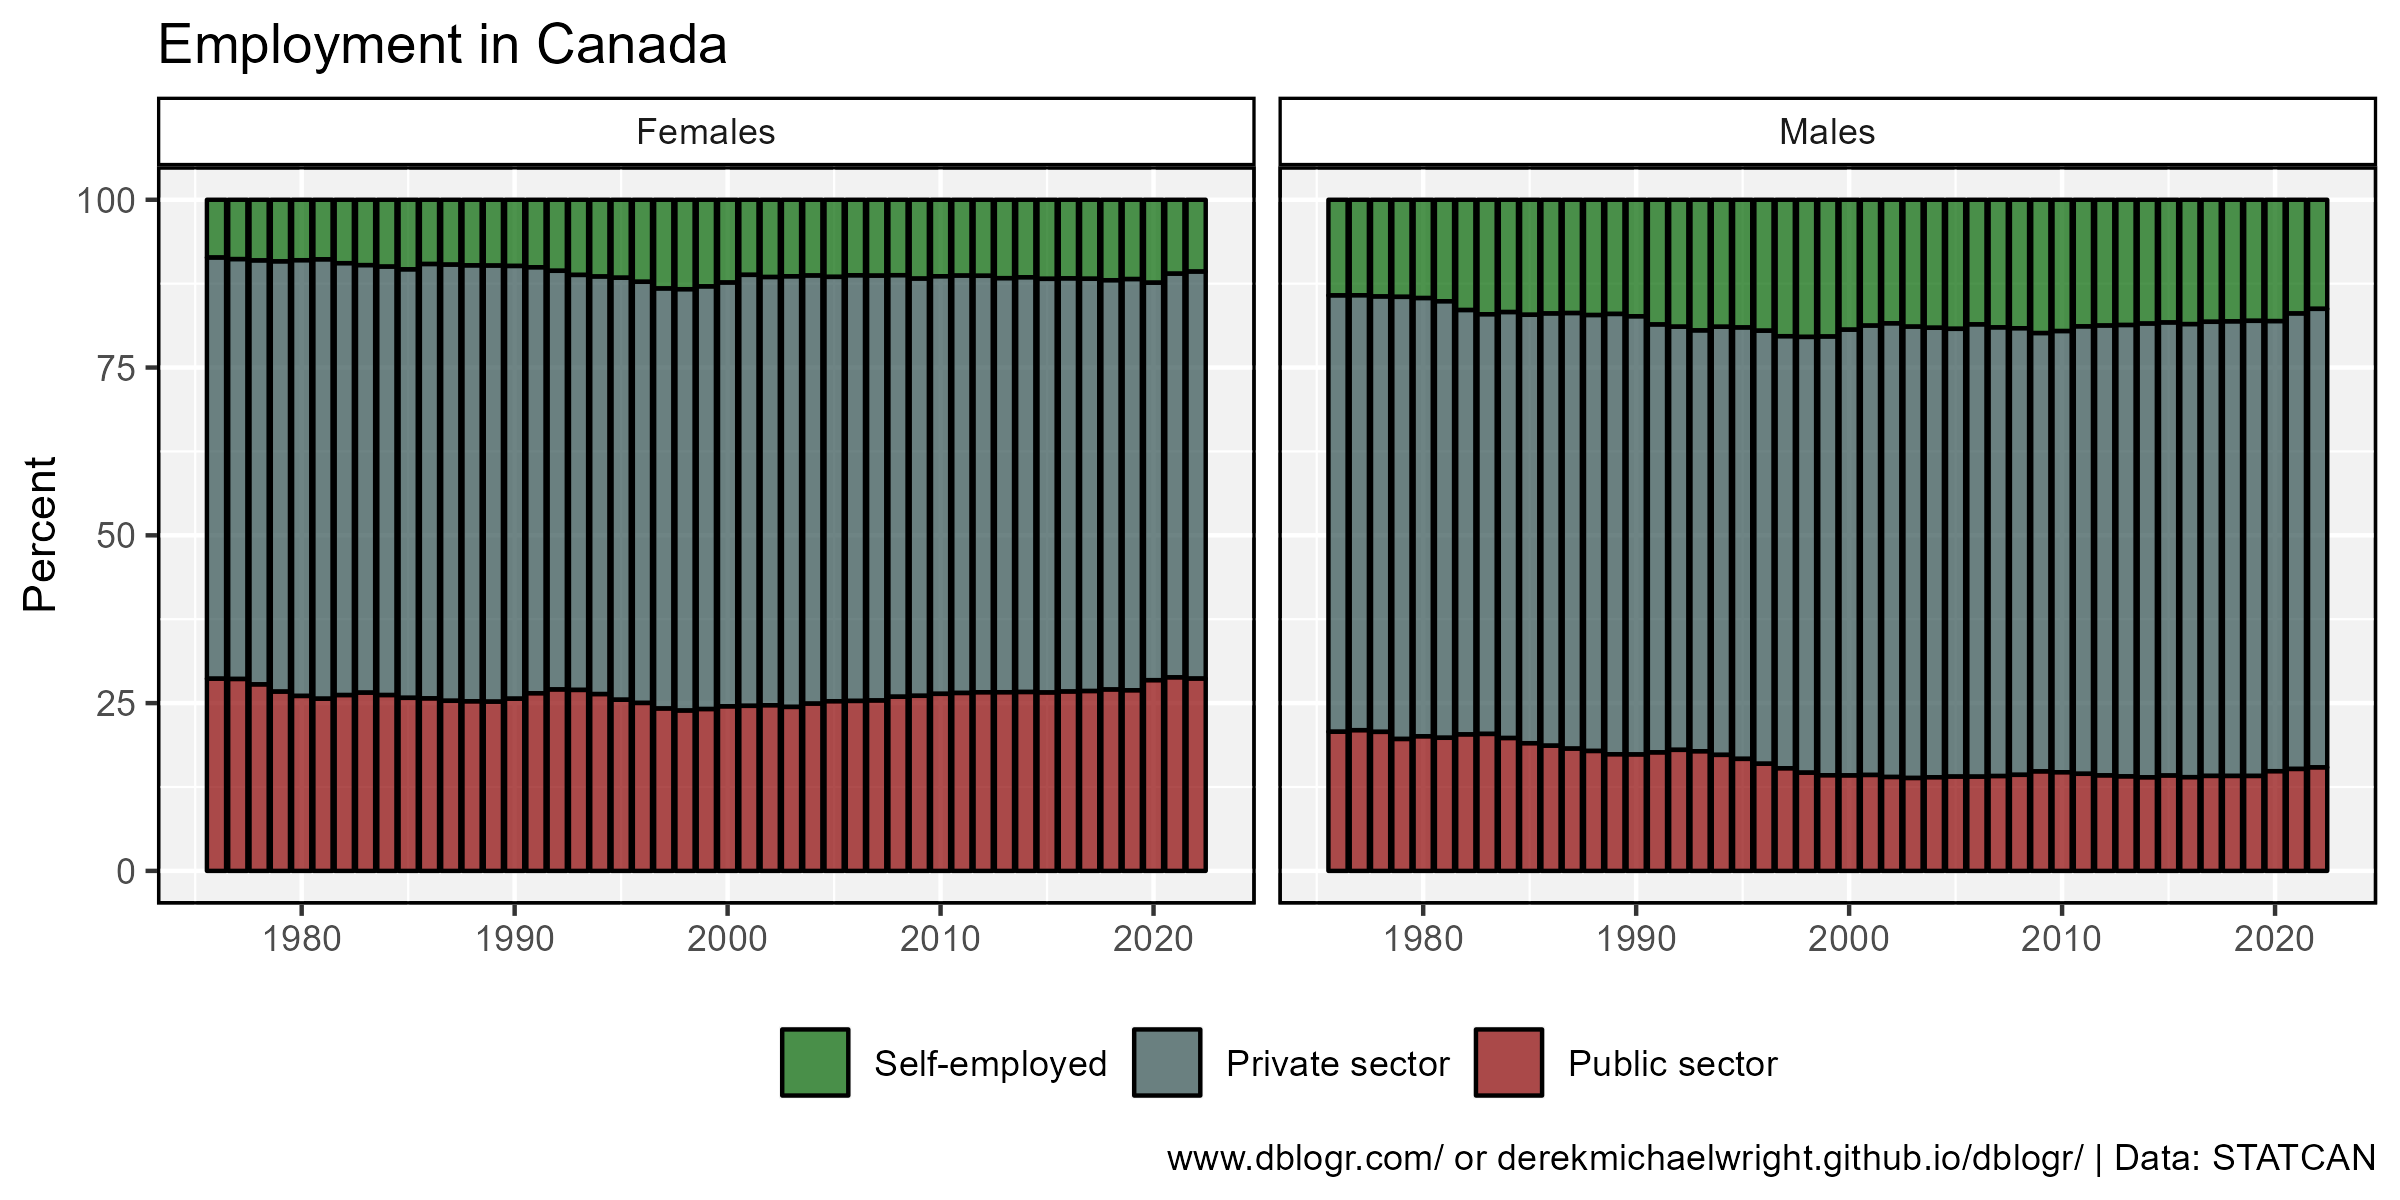 Employment in Canada
Females
Males
Percent
100
75
50
25
0
1980 1990 2000 2010 2020
1980 1990 2000 2010 2020
Self-employed Private sector Public sector
www.dblogr.com/ or derekmichaelwright.github.io/dblogr/ | Data: STATCAN